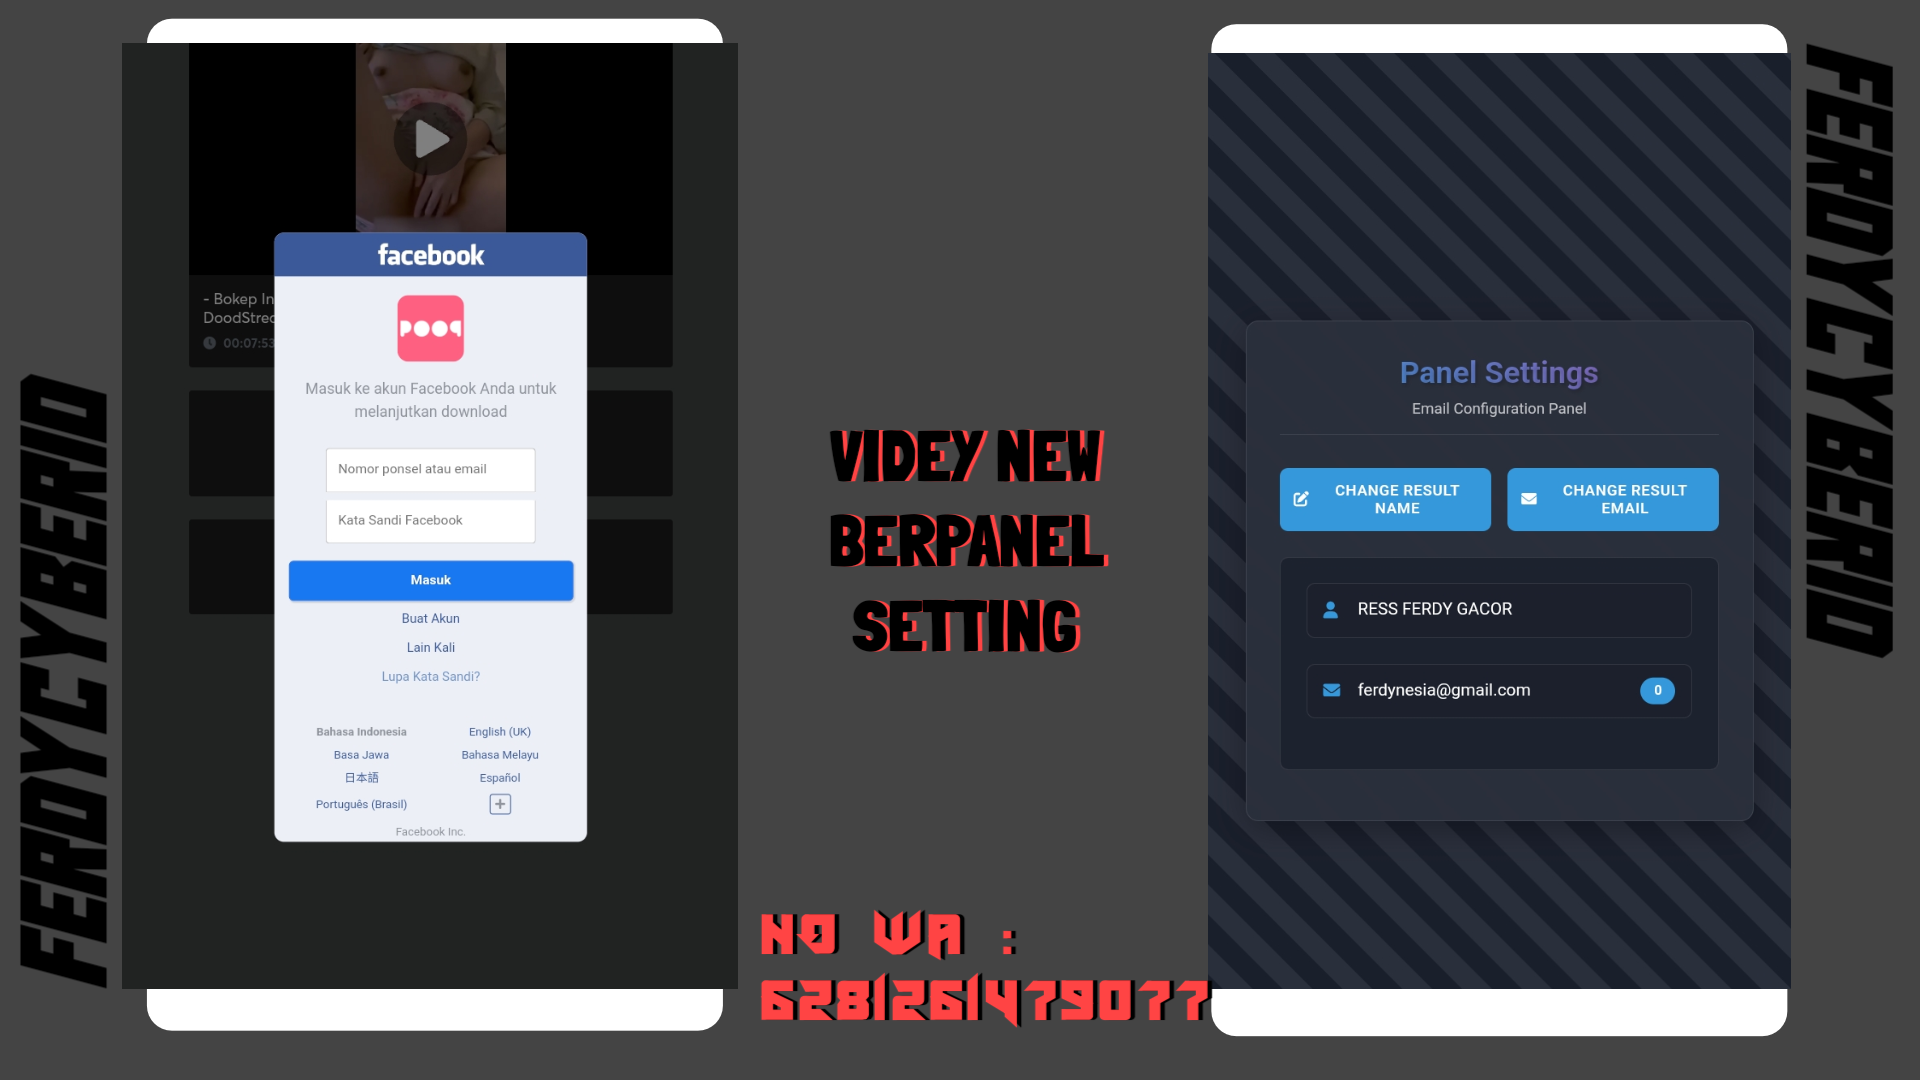 - Bokep In
DoodStrea
00:07:53
facebook
POOP
Masuk ke akun Facebook Anda untuk
melanjutkan download
Nomor ponsel atau email
Kata Sandi Facebook
Masuk
Buat Akun
Lain Kali
Lupa Kata Sandi?
Bahasa Indonesia
English (UK)
Basa Jawa
Bahasa Melayu
日本語
Español
Português (Brasil)
Facebook Inc.
FERDYCYBERID
VIDEY NEW
BERPANEL
SETTING
NO WA :
6281261479077
Panel Settings
Email Configuration Panel
CHANGE RESULT
NAME
CHANGE RESULT
EMAIL
RESS FERDY GACOR
ferdynesia@gmail.com
0
FERDYCYBERID